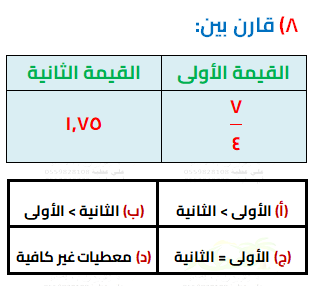 ٨) قارن بين:
القيمة الأولى القيمة الثانية
٧
٤
١,٧٥
(أ) الأولى > الثانية (ب) الثانية > الأولى
(ج) الأولى = الثانية (د) معطيات غير كافية